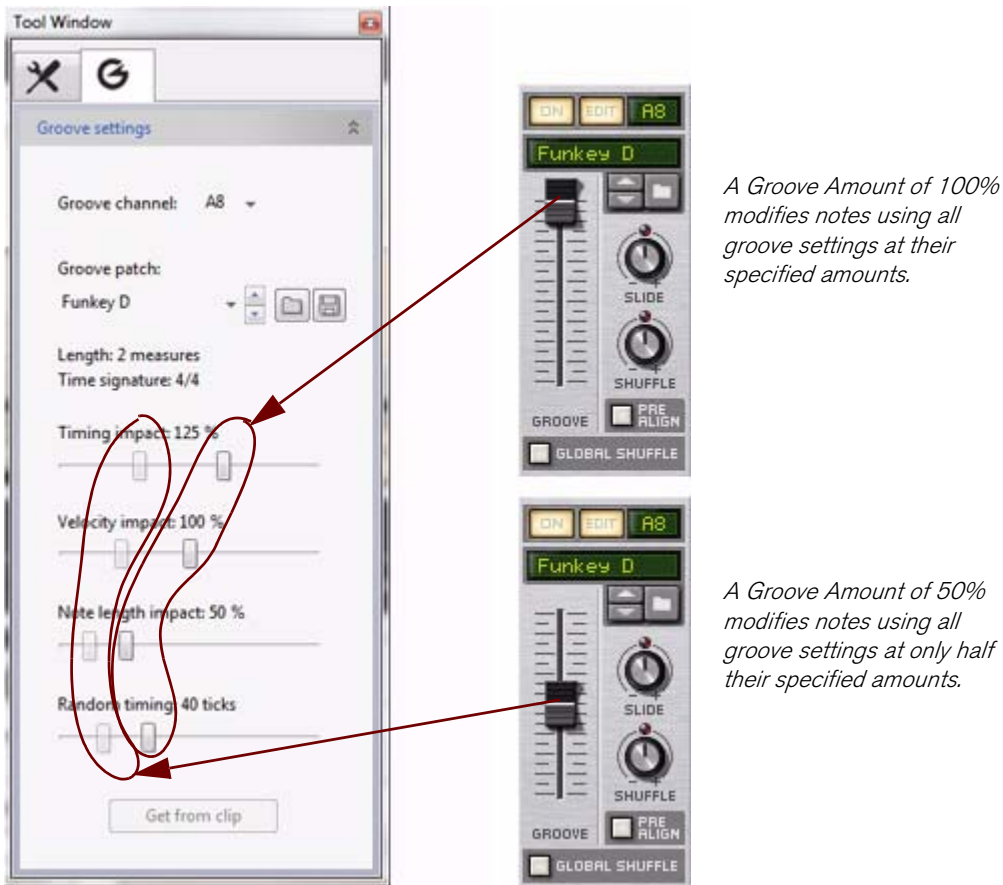 Tool Window
Groove settings
Groove channel: A8
Groove patch:
Funkey D
Length: 2 measures
Time signature: 4/4
Timing impact: 125 %
Velocity impact: 100 %
Note length impact: 50 %
Random timing: 40 ticks
Get from clip
ON EDIT A8
Funkey D
SLIDE
SHUFFLE
GROOVE
PRE ALIGN
GLOBAL SHUFFLE
A Groove Amount of 100%
modifies notes using all
groove settings at their
specified amounts.
ON EDIT A8
Funkey D
SLIDE
SHUFFLE
GROOVE
PRE ALIGN
GLOBAL SHUFFLE
A Groove Amount of 50%
modifies notes using all
groove settings at only half
their specified amounts.